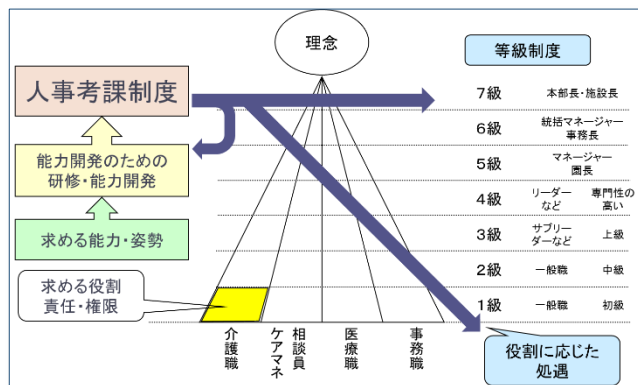 理念
等級制度
人事考課制度
能力開発のための
研修・能力開発
求める能力・姿勢
求める役割
責任・権限
7級 本部長・施設長
6級 統括マネージャー
事務長
5級 マネージャー
園長
4級 リーダー
など 専門性の
高い
3級 サブリー
ダーなど 上級
2級 一般職 中級
1級 一般職 初級
介護職
ケアマネ
相談員
医療職
事務職
役割に応じた
処遇